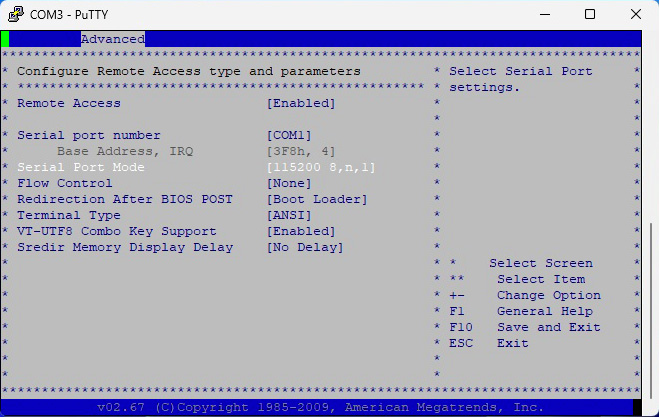 COM3 - PuTTY
Advanced
********************************************************************************
* Configure Remote Access type and parameters * Select Serial Port *
* *************************************************** * settings. *
* Remote Access [Enabled] * *
* * *
* Serial port number [COM1] * *
* Base Address, IRQ [3F8h, 4] * *
* Serial Port Mode [115200 8,n,1] * *
* Flow Control [None] * *
* Redirection After BIOS POST [Boot Loader] * *
* Terminal Type [ANSI] * *
* VT-UTF8 Combo Key Support [Enabled] * *
* Sredir Memory Display Delay [No Delay] * *
* * * Select Screen *
* * ** Select Item *
* * +- Change Option *
* * F1 General Help *
* * F10 Save and Exit *
* * ESC Exit *
* * *
* * *
********************************************************************************
v02.67 (C)Copyright 1985-2009, American Megatrends, Inc.